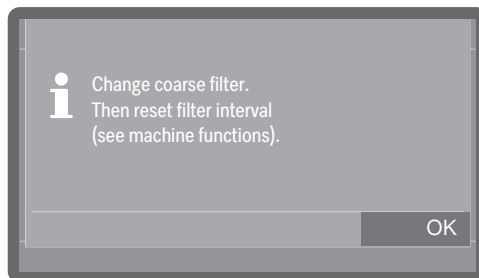 Change coarse filter.
Then reset filter interval
(see machine functions).
OK